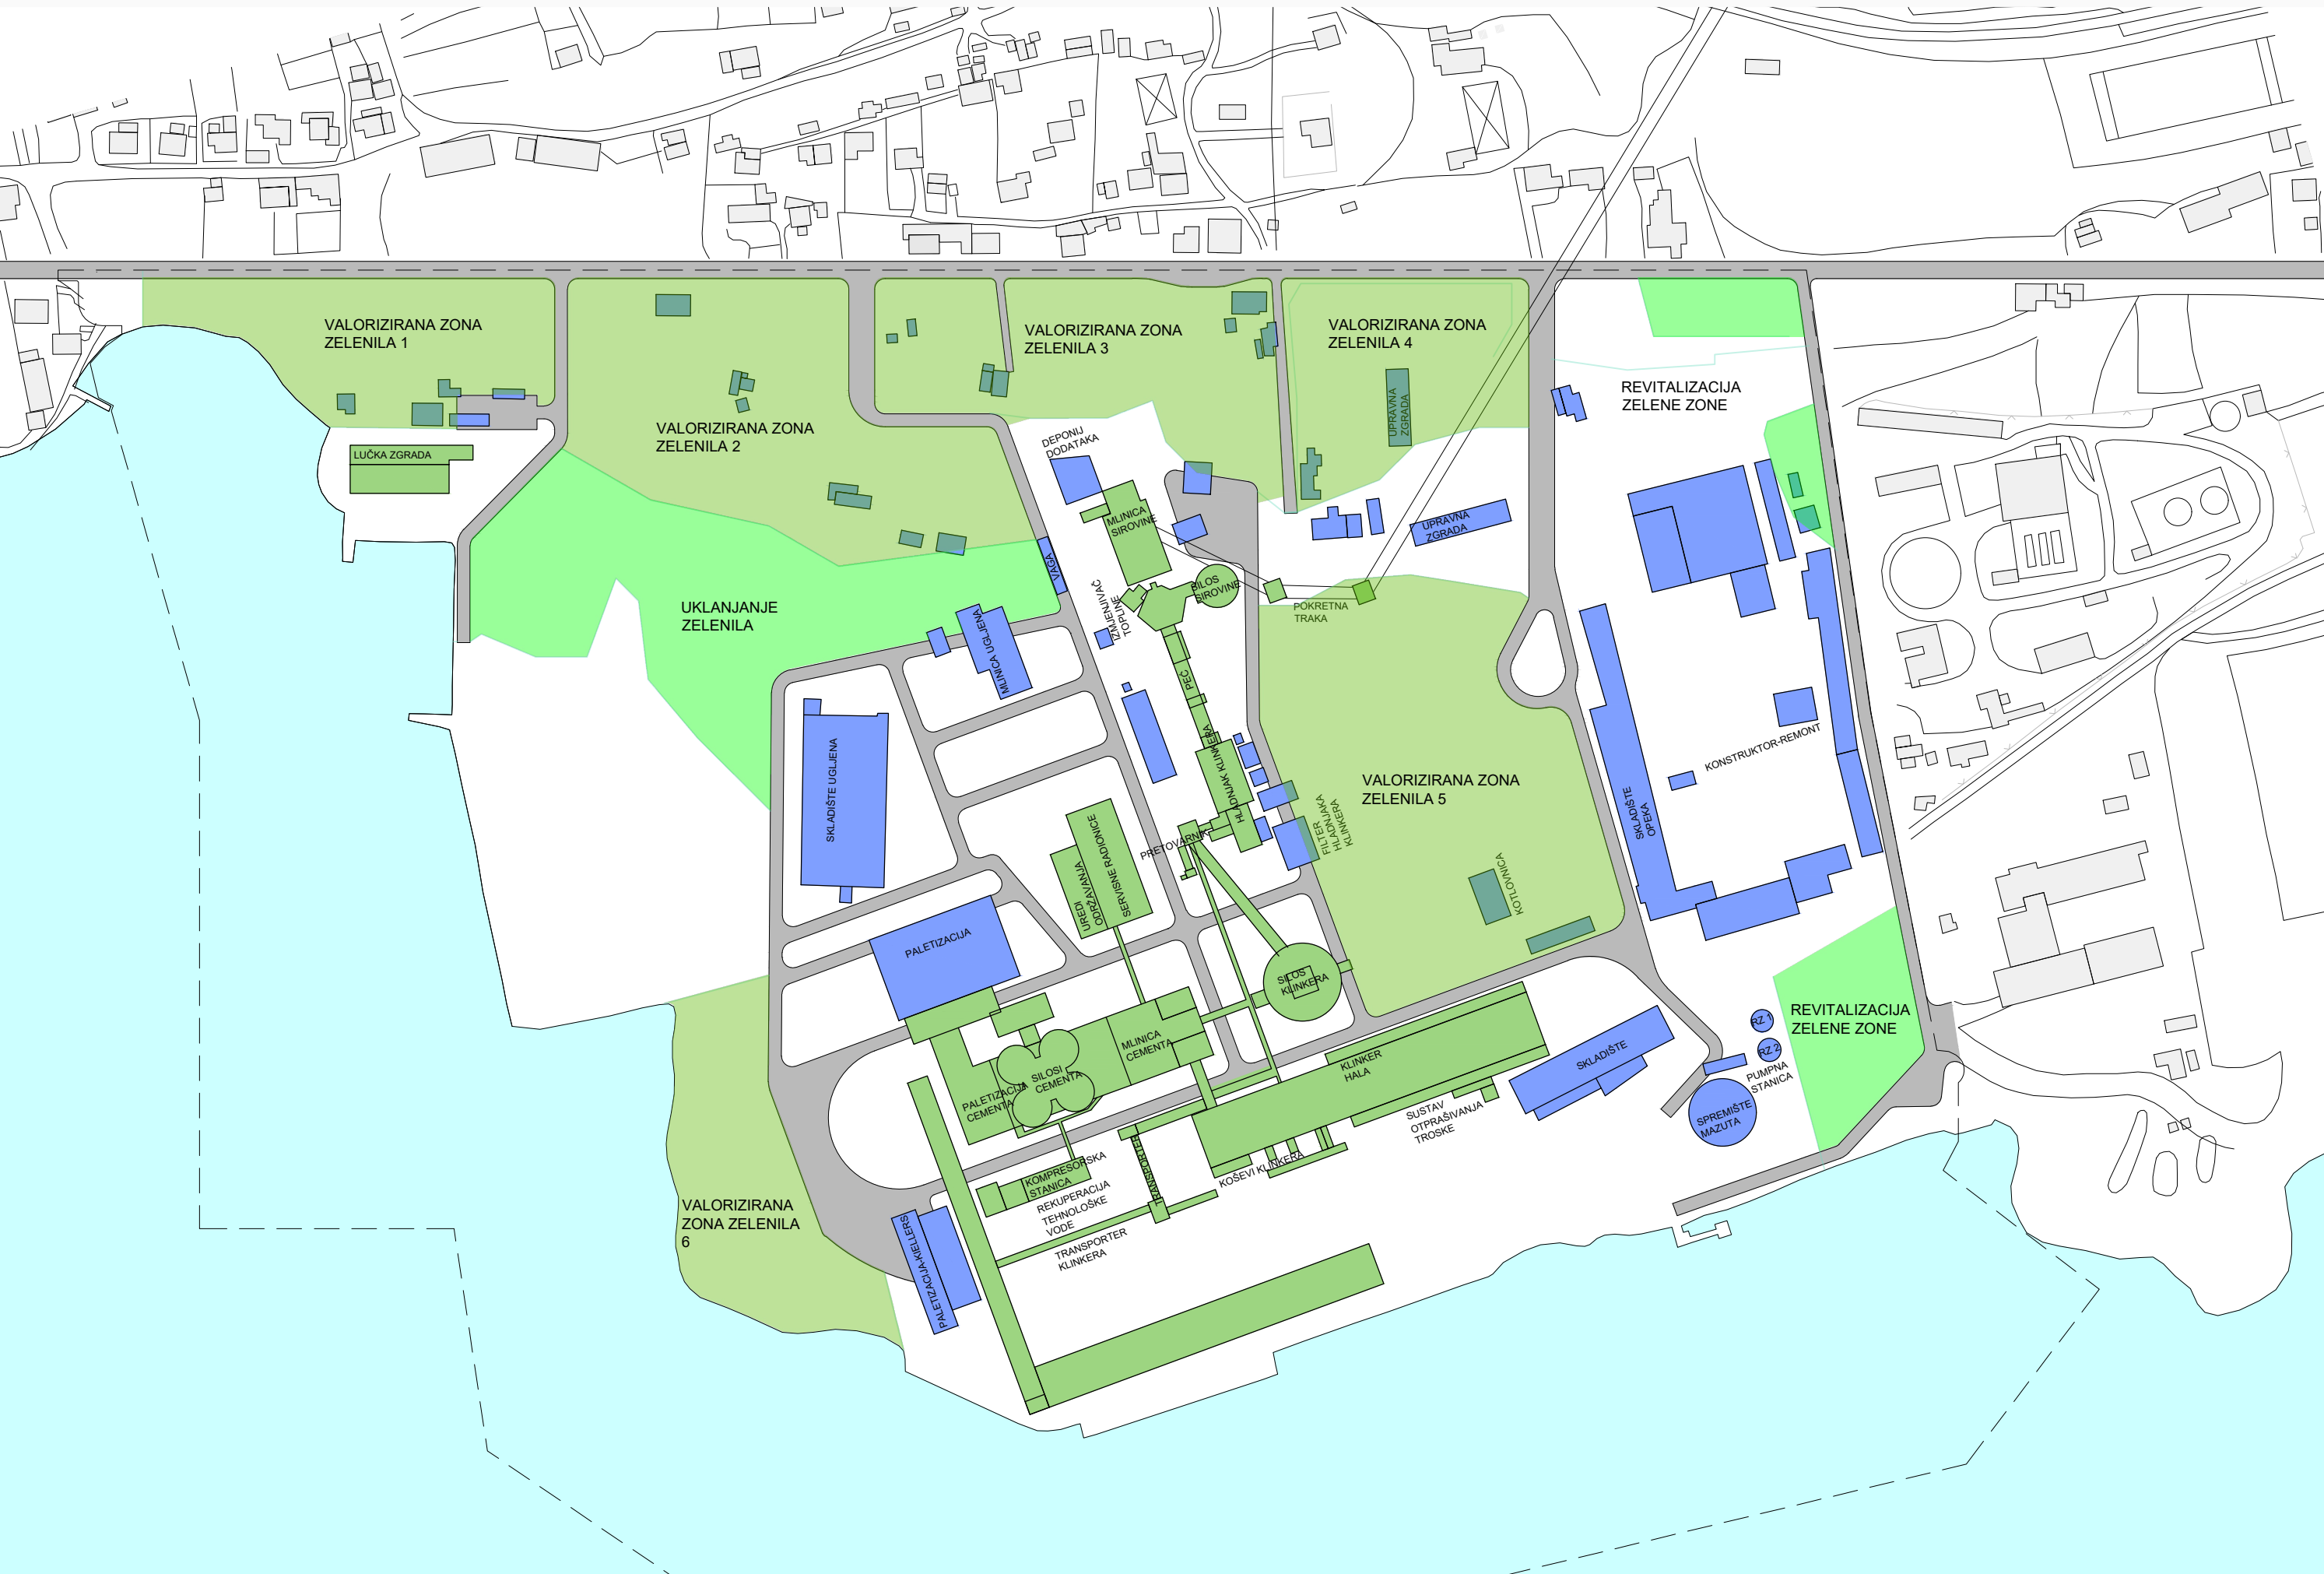 VALORIZIRANA ZONA
ZELENILA 1
VALORIZIRANA ZONA
ZELENILA 3
VALORIZIRANA ZONA
ZELENILA 4
REVITALIZACIJA
ZELENE ZONE
VALORIZIRANA ZONA
ZELENILA 2
UPRAVNA
ZGRADA
DEPONIJ
DODATAKA
LUČKA ZGRADA
MLINICA
SIROVINE
UPRAVNA
ZGRADA
VAGA
SILOS
SIROVINE
IZMJENJIVAČ
TOPLINE
POKRETNA
TRAKA
UKLANJANJE
ZELENILA
MLINICA UGLJENA
PEĆ
KONSTRUKTOR-REMONT
HLADNJAK KLINKERA
VALORIZIRANA ZONA
ZELENILA 5
SKLADIŠTE UGLJENA
SKLADIŠTE
OPEKA
FILTER
HLADNJAKA
KLINKERA
PRETOVARNIK
UREDI
ODRŽAVANJA
SERVISNE RADIONICE
KOTLOVNICA
PALETIZACIJA
SILOS
KLINKERA
REVITALIZACIJA
ZELENE ZONE
RZ 1
RZ 2
PUMPNA
STANICA
MLINICA
CEMENTA
KLINKER
HALA
SKLADIŠTE
SILOSI
CEMENTA
PALETIZACIJA
CEMENTA
SPREMIŠTE
MAZUTA
SUSTAV
OTPRAŠIVANJA
TROSKE
TRANSPORTER
KOŠEVI KLINKERA
KOMPRESORSKA
STANICA
REKUPERACIJA
TEHNOLOŠKE
VODE
VALORIZIRANA
ZONA ZELENILA
6
TRANSPORTER
KLINKERA
PALETIZACIJA-KIELLERS